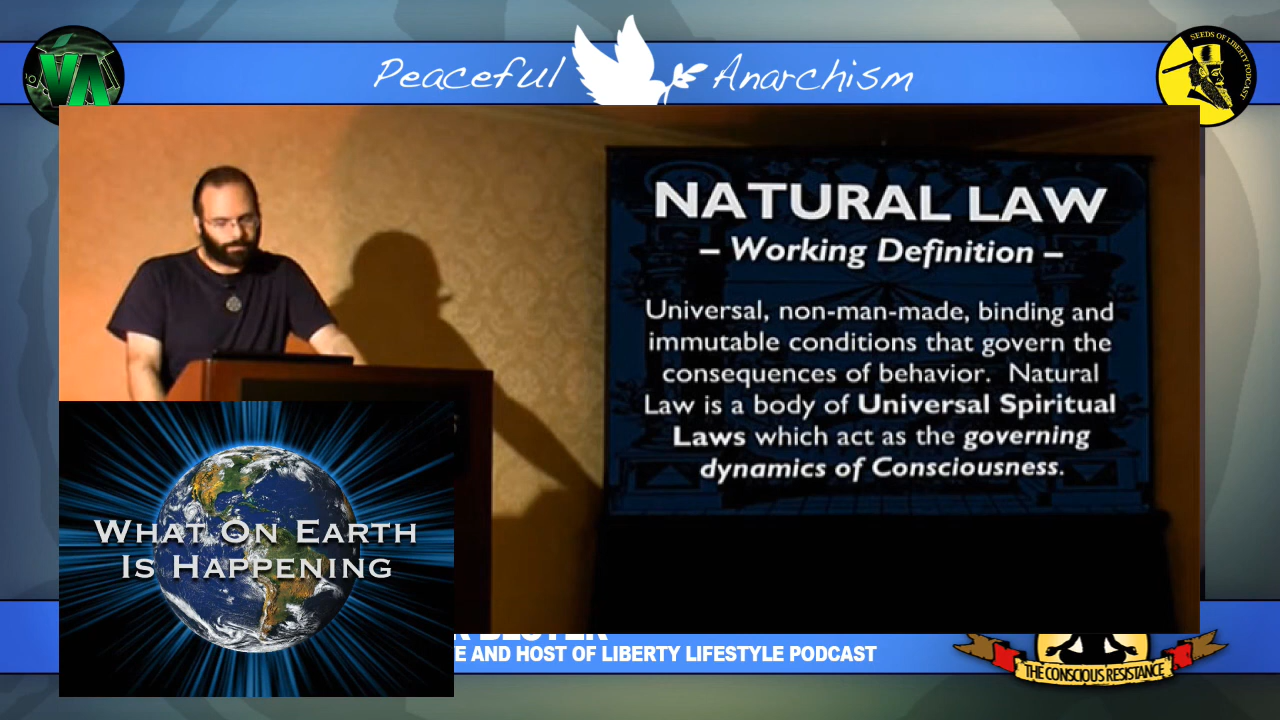 Peaceful Anarchism
VA
SEEDS OF LIBERTY PODCAST
NATURAL LAW
– Working Definition –
Universal, non-man-made, binding and
immutable conditions that govern the
consequences of behavior. Natural
Law is a body of Universal Spiritual
Laws which act as the governing
dynamics of Consciousness.
WHAT ON EARTH
IS HAPPENING
E AND HOST OF LIBERTY LIFESTYLE PODCAST
THE CONSCIOUS RESISTANCE